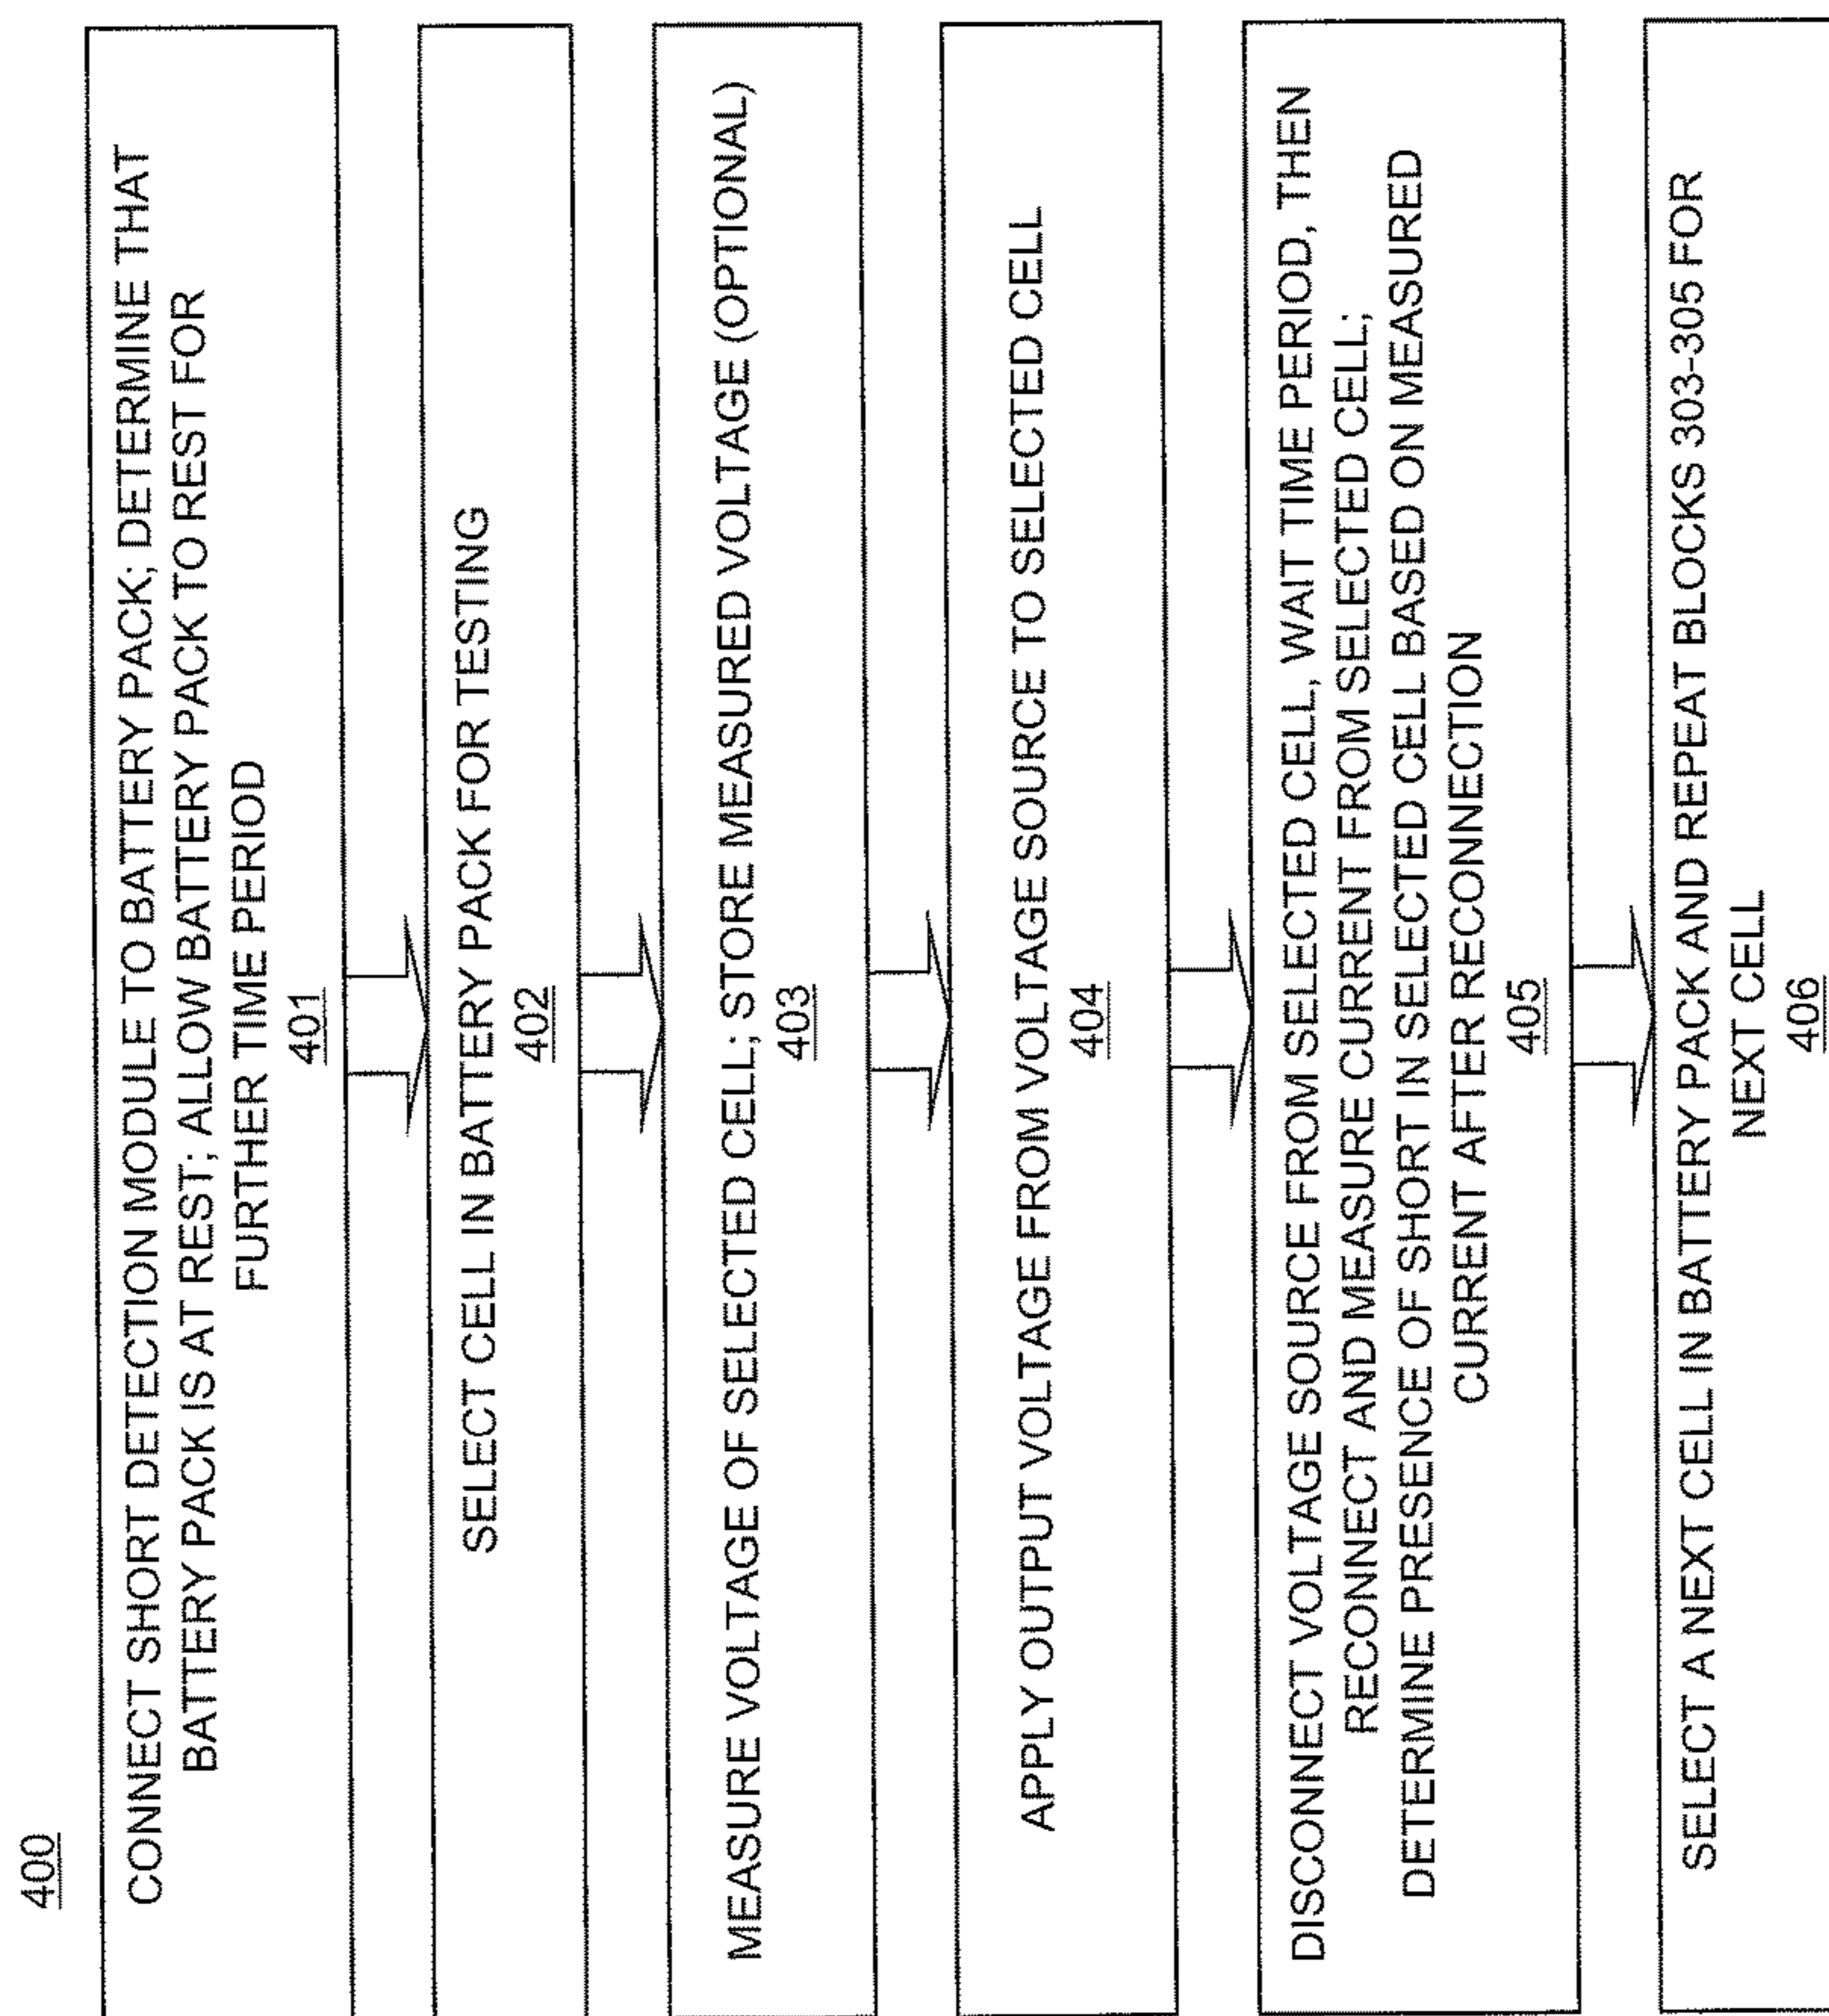 400
CONNECT SHORT DETECTION MODULE TO BATTERY PACK; DETERMINE THAT
BATTERY PACK IS AT REST; ALLOW BATTERY PACK TO REST FOR
FURTHER TIME PERIOD
401
SELECT CELL IN BATTERY PACK FOR TESTING
402
MEASURE VOLTAGE OF SELECTED CELL; STORE MEASURED VOLTAGE (OPTIONAL)
403
APPLY OUTPUT VOLTAGE FROM VOLTAGE SOURCE TO SELECTED CELL
404
DISCONNECT VOLTAGE SOURCE FROM SELECTED CELL, WAIT TIME PERIOD, THEN
RECONNECT AND MEASURE CURRENT FROM SELECTED CELL;
DETERMINE PRESENCE OF SHORT IN SELECTED CELL BASED ON MEASURED
CURRENT AFTER RECONNECTION
405
SELECT A NEXT CELL IN BATTERY PACK AND REPEAT BLOCKS 303-305 FOR
NEXT CELL
406